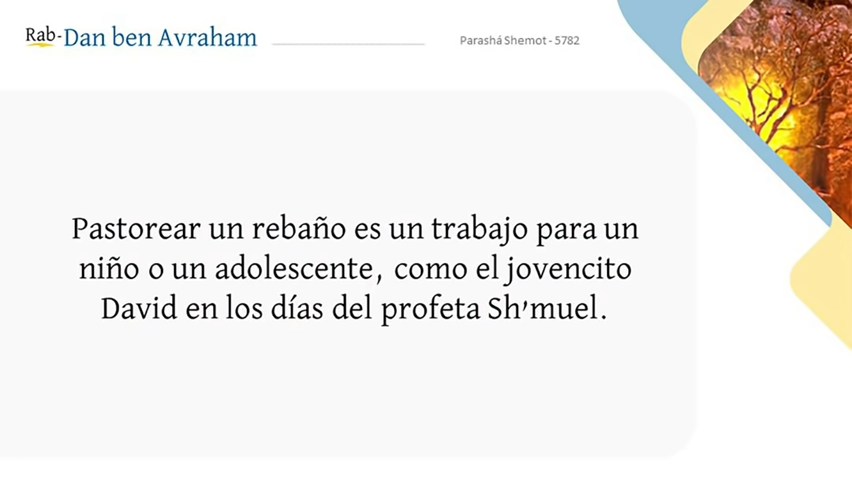 Rab-Dan ben Avraham
Parashá Shemot - 5782
Pastorear un rebaño es un trabajo para un
niño o un adolescente, como el jovencito
David en los días del profeta Sh’muel.